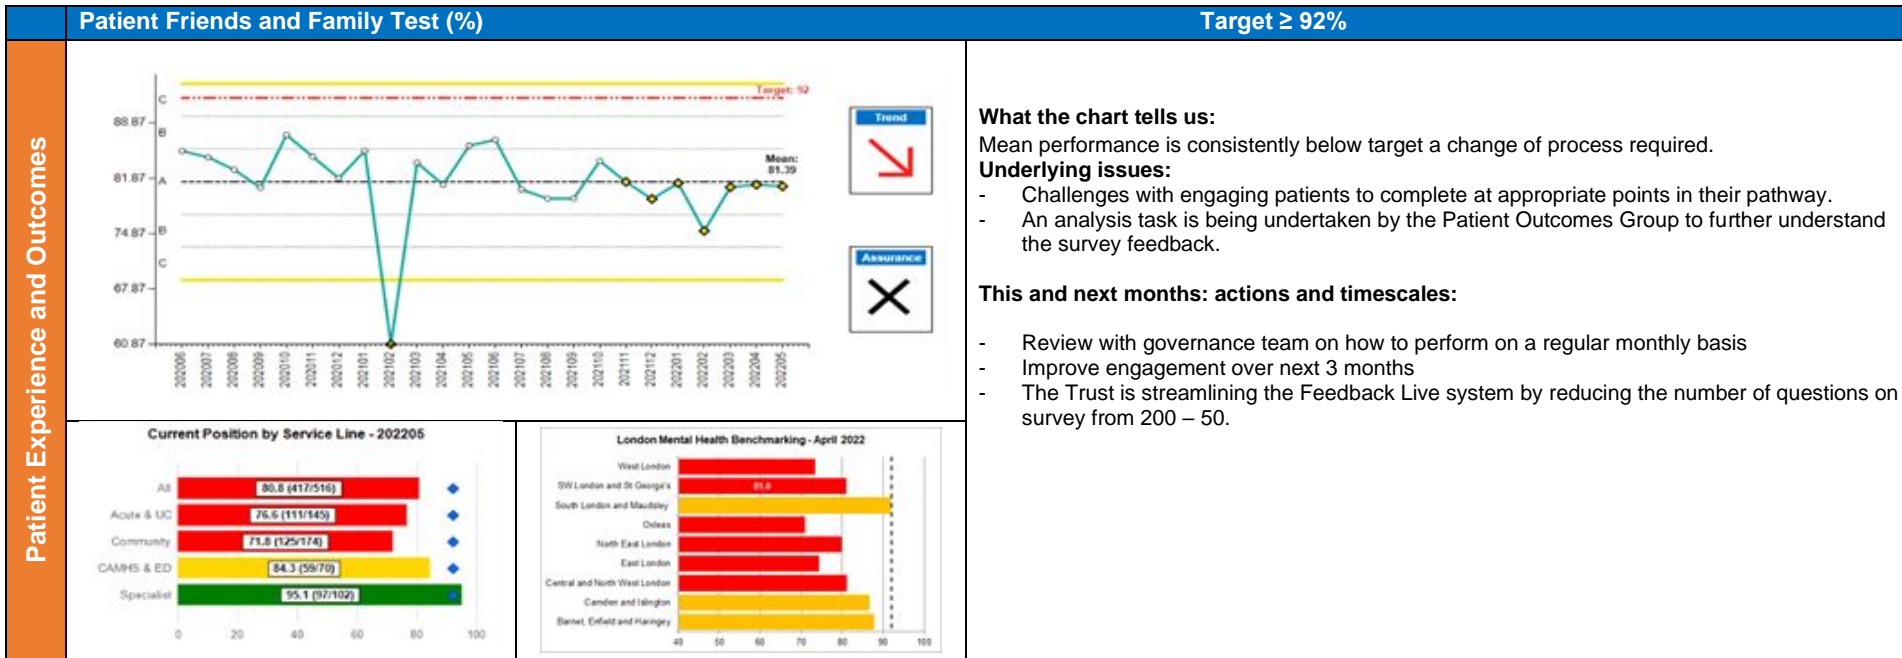 Patient Friends and Family Test (%)
Target ≥ 92%
Patient Experience and Outcomes
Target: 92
C
88.87
B
Mean:
81.39
81.87
A
74.87
B
C
67.87
60.87
202006
202007
202008
202009
202010
202011
202012
202101
202102
202103
202104
202105
202106
202107
202108
202109
202110
202111
202112
202201
202202
202203
202204
202205
Trend
Assurance
What the chart tells us:
Mean performance is consistently below target a change of process required.
Underlying issues:
- Challenges with engaging patients to complete at appropriate points in their pathway.
- An analysis task is being undertaken by the Patient Outcomes Group to further understand
the survey feedback.
This and next months: actions and timescales:
- Review with governance team on how to perform on a regular monthly basis
- Improve engagement over next 3 months
- The Trust is streamlining the Feedback Live system by reducing the number of questions on
survey from 200 – 50.
Current Position by Service Line - 202205
All
80.8 (417/516)
Acute & UC
76.6 (111/145)
Community
71.8 (125/174)
CAMHS & ED
84.3 (59/70)
Specialist
95.1 (97/102)
0 20 40 60 80 100
London Mental Health Benchmarking - April 2022
West London
SW London and St George's
81.0
South London and Maudsley
Oxleas
North East London
East London
Central and North West London
Camden and Islington
Barnet, Enfield and Haringey
40 50 60 70 80 90 100